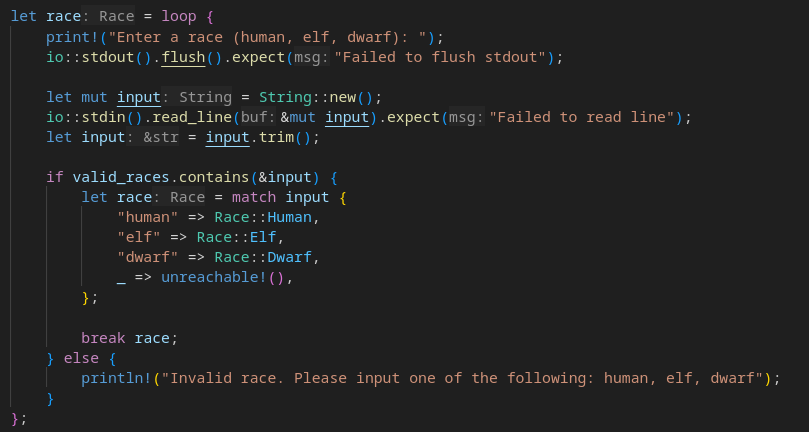 let race: Race = loop {
    print!("Enter a race (human, elf, dwarf): ");
    io::stdout().flush().expect(msg: "Failed to flush stdout");

    let mut input: String = String::new();
    io::stdin().read_line(buf: &mut input).expect(msg: "Failed to read line");
    let input: &str = input.trim();

    if valid_races.contains(&input) {
        let race: Race = match input {
            "human" => Race::Human,
            "elf" => Race::Elf,
            "dwarf" => Race::Dwarf,
            _ => unreachable!(),
        };

        break race;
    } else {
        println!("Invalid race. Please input one of the following: human, elf, dwarf");
    }
};